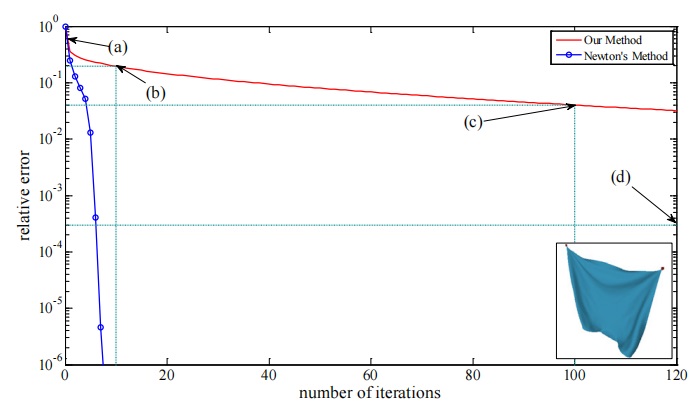 10^0
10^-1
10^-2
10^-3
10^-4
10^-5
10^-6
relative error
(a)
(b)
(c)
(d)
Our Method
Newton's Method
0 20 40 60 80 100 120
number of iterations